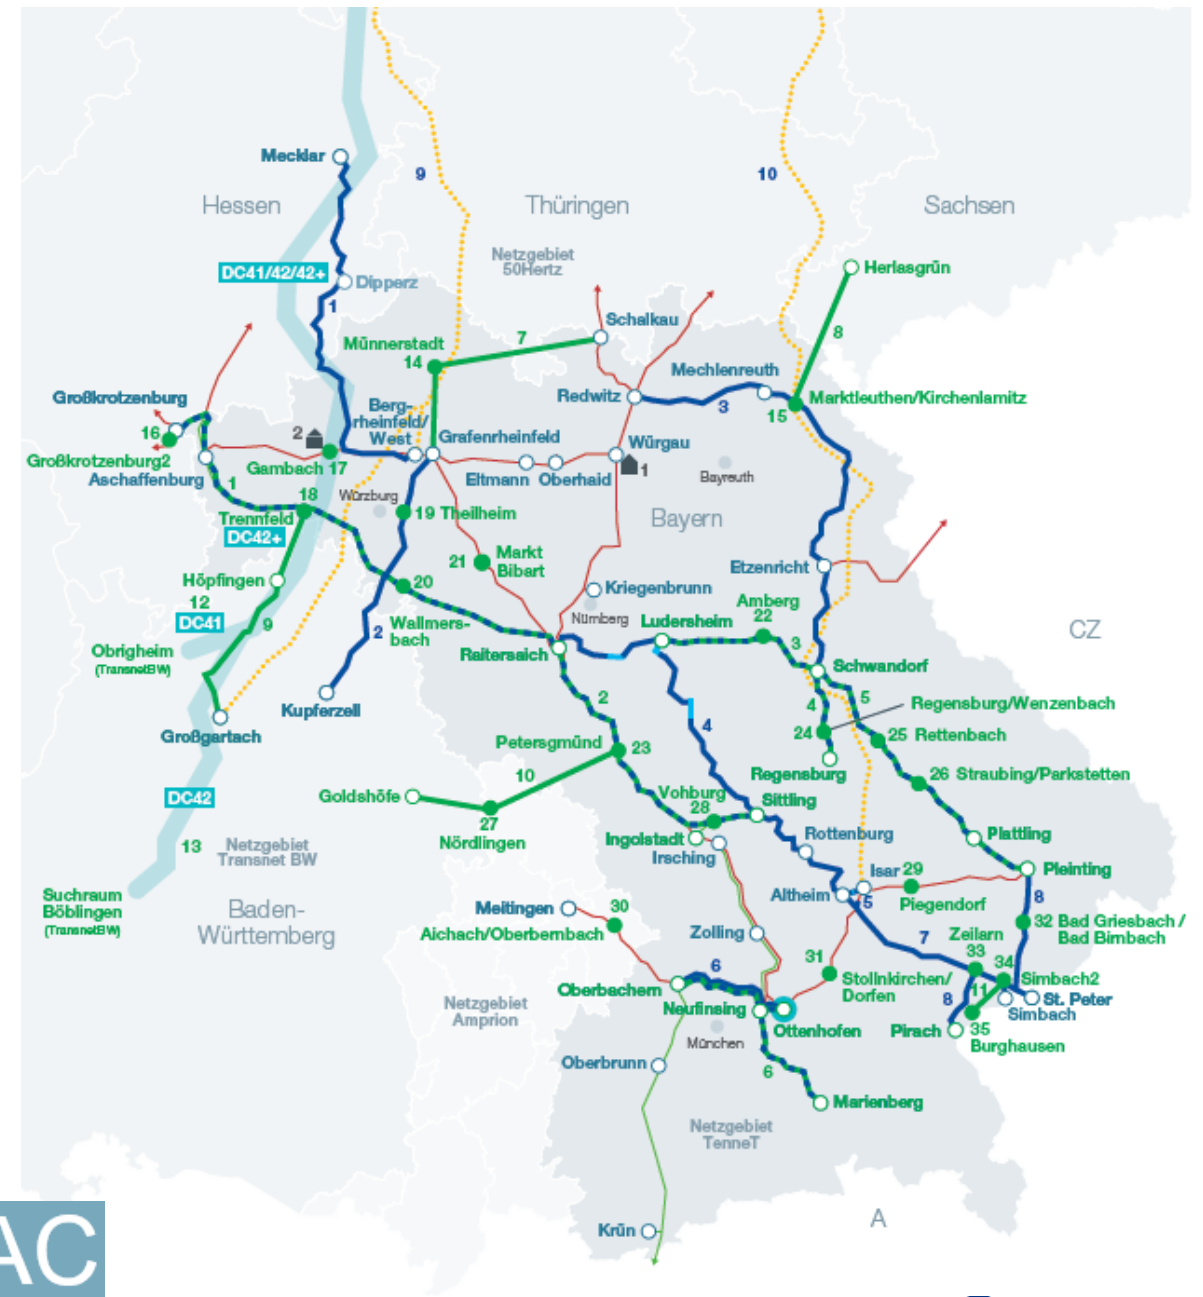 Mecklar
9
10
Hessen
Thüringen
Sachsen
Netzgebiet
50Hertz
DC41/42/42+
Dipperz
Herlasgrün
1
Schalkau
7
8
Münnerstadt
14
Mechlenreuth
Großkrotzenburg
Redwitz
3
15
Marktleuthen/Kirchenlamitz
Berg-
rheinfeld/
West
16
2
Grafenrheinfeld
Würgau
Großkrotzenburg2
Gambach 17
1
Aschaffenburg
Eltmann
Oberhaid
Bayreuth
1
18
Würzburg
Trennfeld
19 Theilheim
Bayern
DC42+
21
Markt
Bibart
Etzenricht
Höpfingen
20
Kriegenbrunn
12
Amberg
22
DC41
9
2
Wallmers-
bach
Nürnberg
Ludersheim
3
CZ
Obrigheim
(TransnetBW)
Raitersaich
Schwandorf
Kupferzell
2
4
5
Regensburg/Wenzenbach
Großgartach
4
24
25 Rettenbach
Petersgmünd
23
10
Regensburg
26 Straubing/Parkstetten
DC42
Goldshöfe
Vohburg
28
Sittling
27
Nördlingen
Ingolstadt
Irsching
Rottenburg
Plattling
13
Netzgebiet
Transnet BW
Isar 29
Pleinting
Suchraum
Böblingen
(TransnetBW)
Altheim
5
Piegendorf
8
Baden-
Württemberg
Meitingen
30
Aichach/Oberbernbach
32 Bad Griesbach /
Bad Birnbach
Zolling
7
Zeilarn
33
31
34
6
Stollnkirchen/
Dorfen
Simbach2
Oberbachern
11
8
St. Peter
Netzgebiet
Amprion
Neufinsing
Simbach
Ottenhofen
Pirach
35
Burghausen
München
Oberbrunn
6
Marienberg
Netzgebiet
TenneT
Krün
A
AC